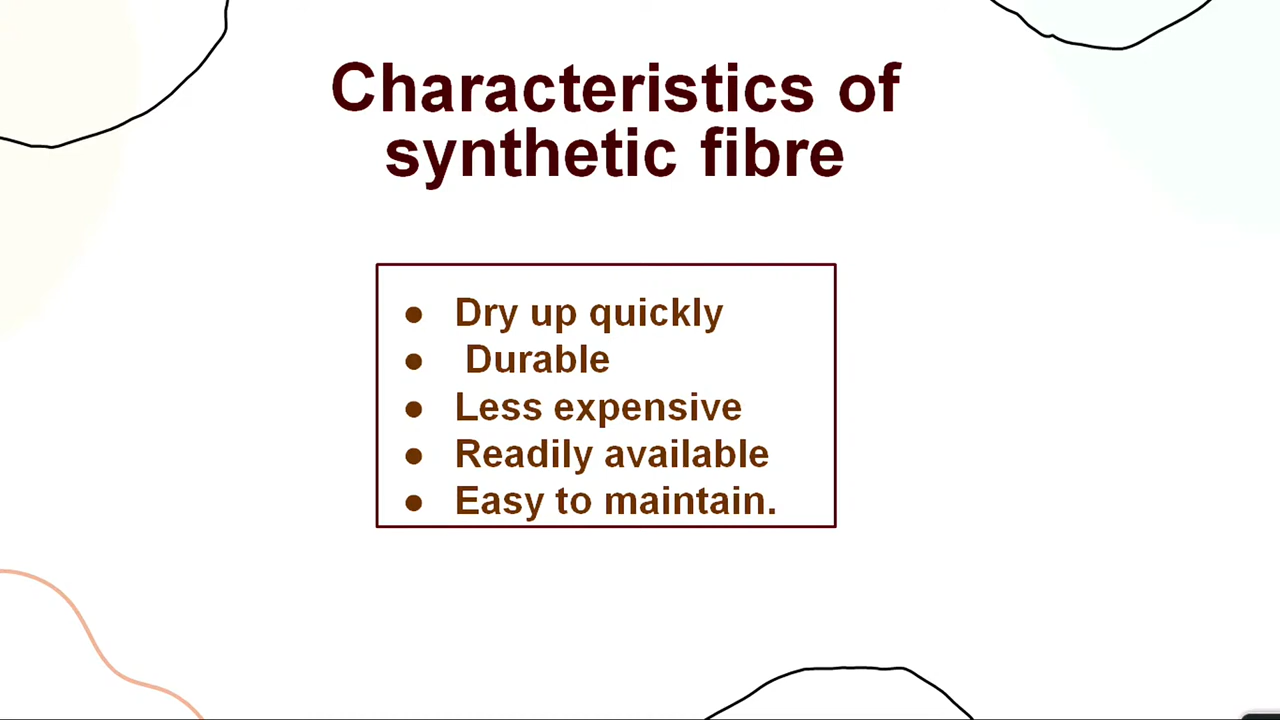 Characteristics of
synthetic fibre
● Dry up quickly
● Durable
● Less expensive
● Readily available
● Easy to maintain.